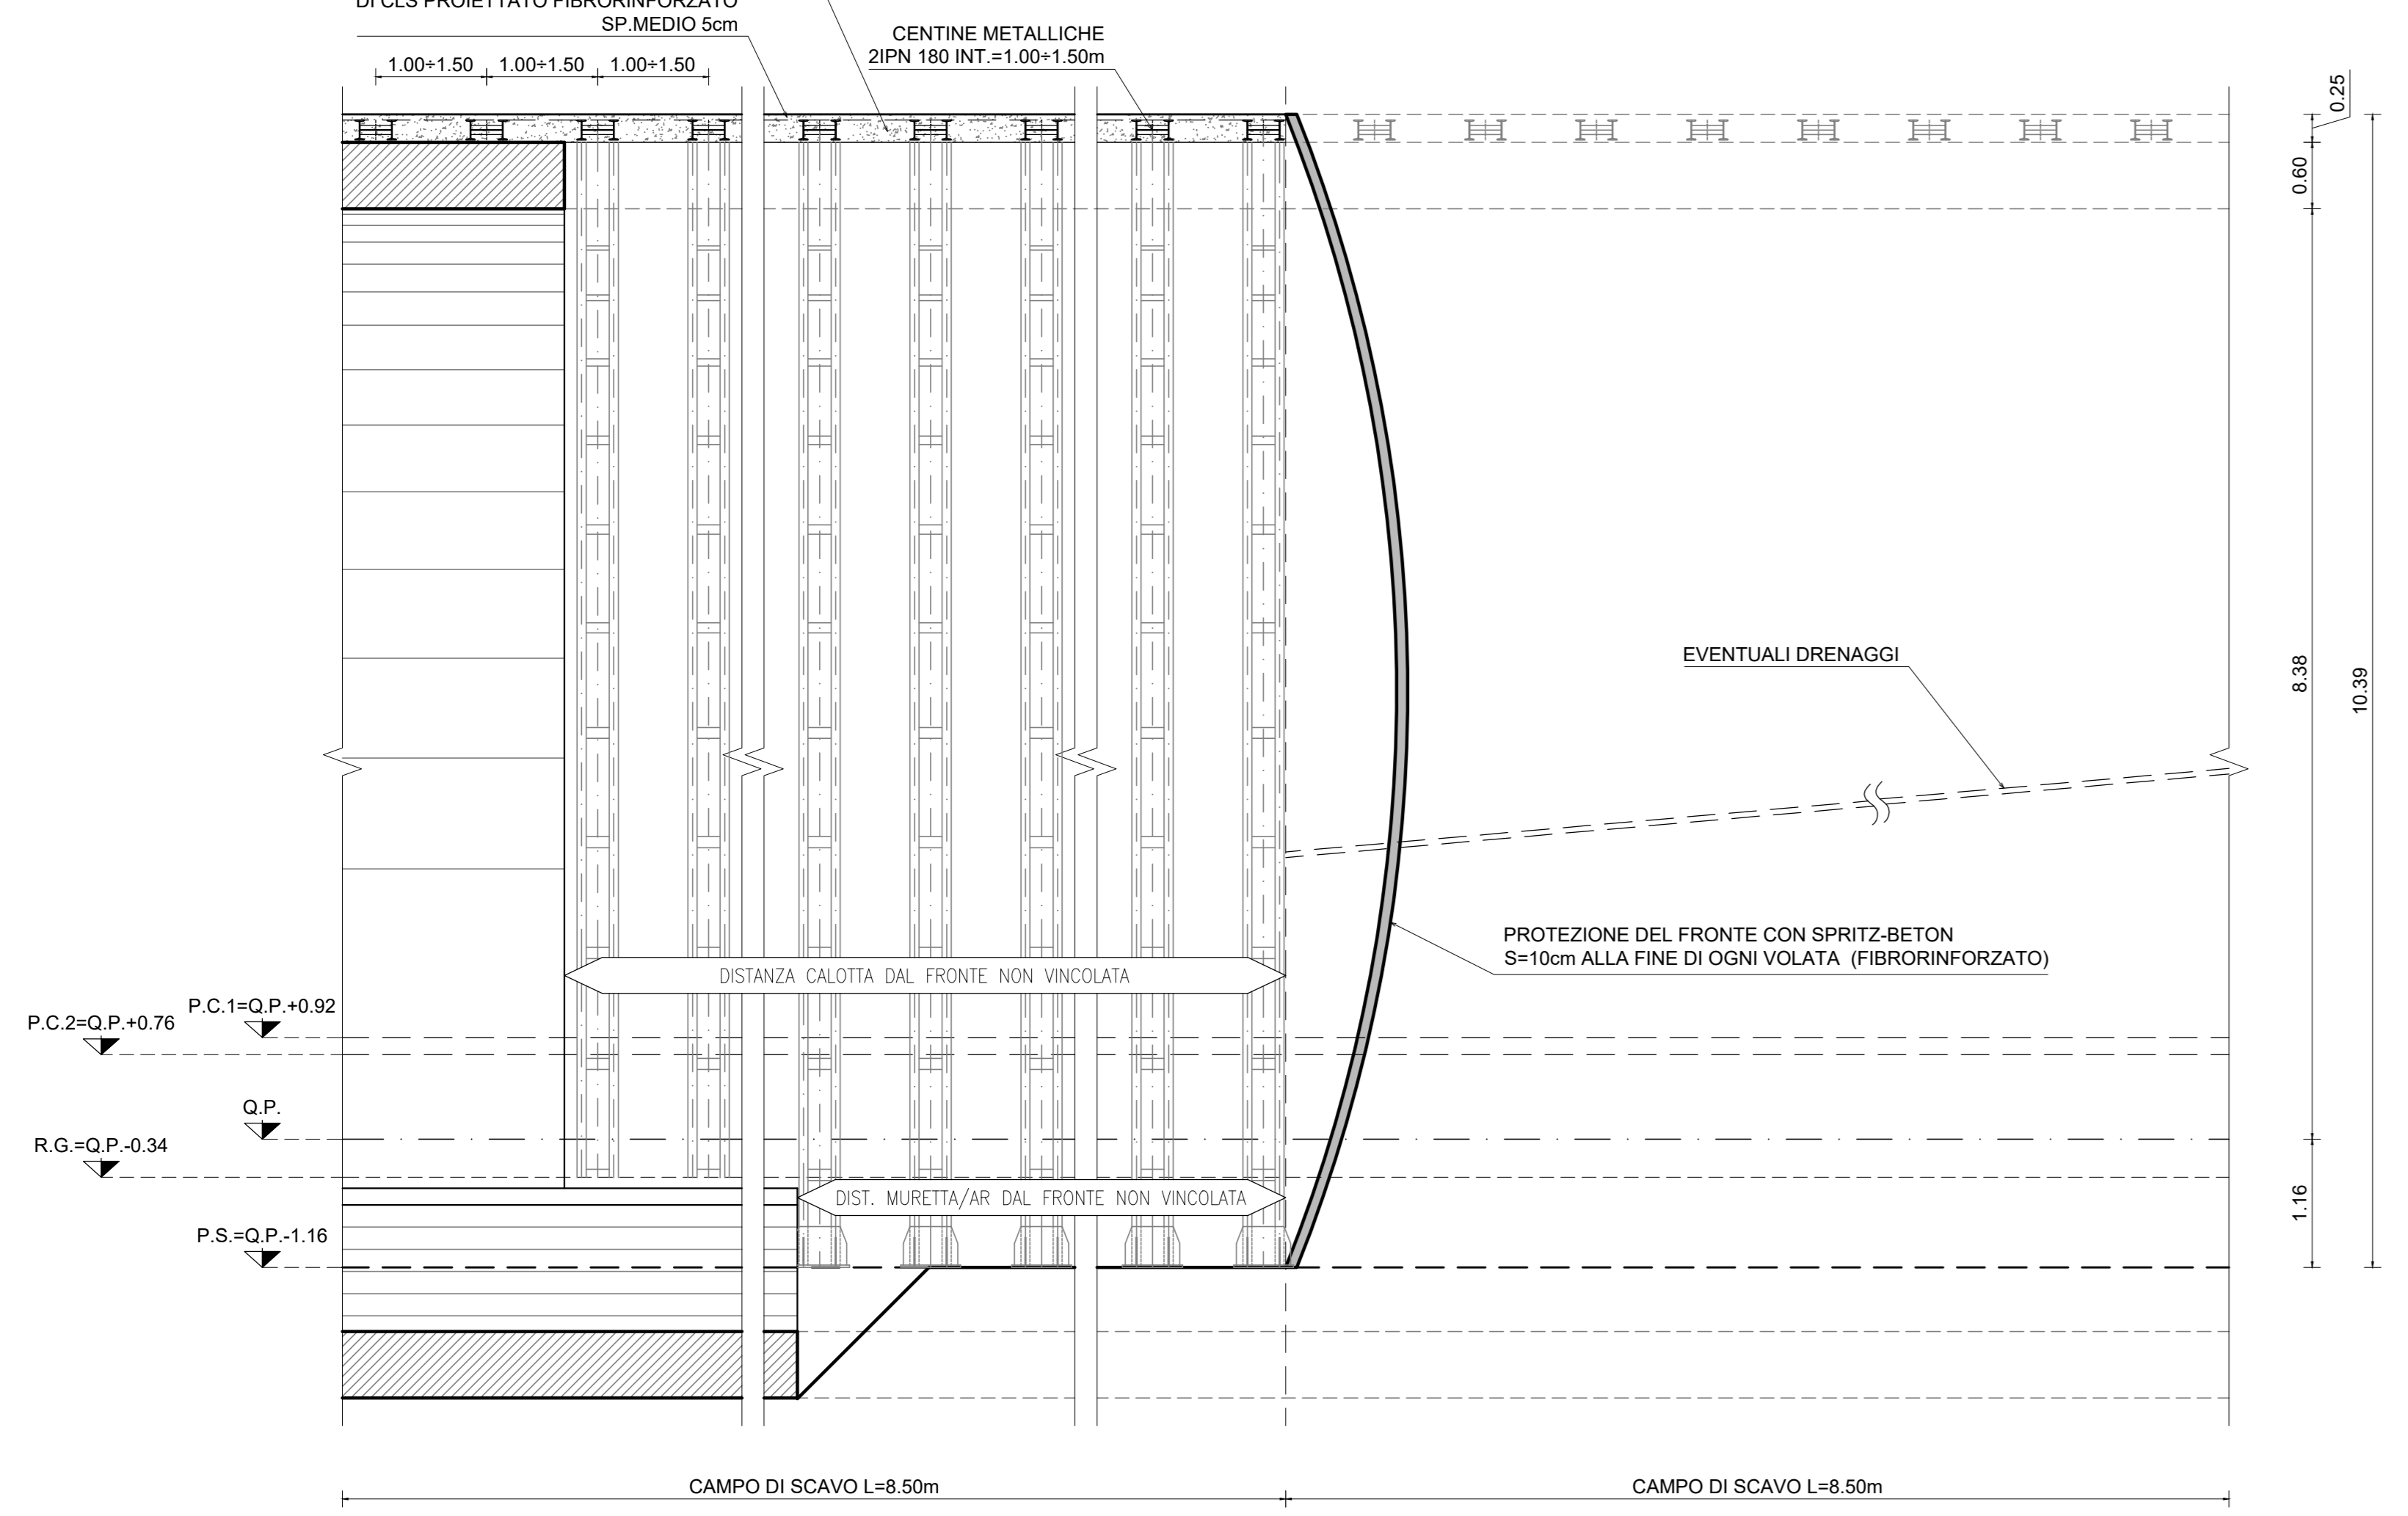 DI CLS PROIETTATO FIBRORINFORZATO
SP.MEDIO 5cm
CENTINE METALLICHE
2IPN 180 INT.=1.00÷1.50m
1.00÷1.50
1.00÷1.50
1.00÷1.50
0.25
0.60
8.38
10.39
1.16
EVENTUALI DRENAGGI
PROTEZIONE DEL FRONTE CON SPRITZ-BETON
S=10cm ALLA FINE DI OGNI VOLATA (FIBRORINFORZATO)
DISTANZA CALOTTA DAL FRONTE NON VINCOLATA
P.C.1=Q.P.+0.92
P.C.2=Q.P.+0.76
Q.P.
R.G.=Q.P.-0.34
DIST. MURETTA/AR DAL FRONTE NON VINCOLATA
P.S.=Q.P.-1.16
CAMPO DI SCAVO L=8.50m
CAMPO DI SCAVO L=8.50m